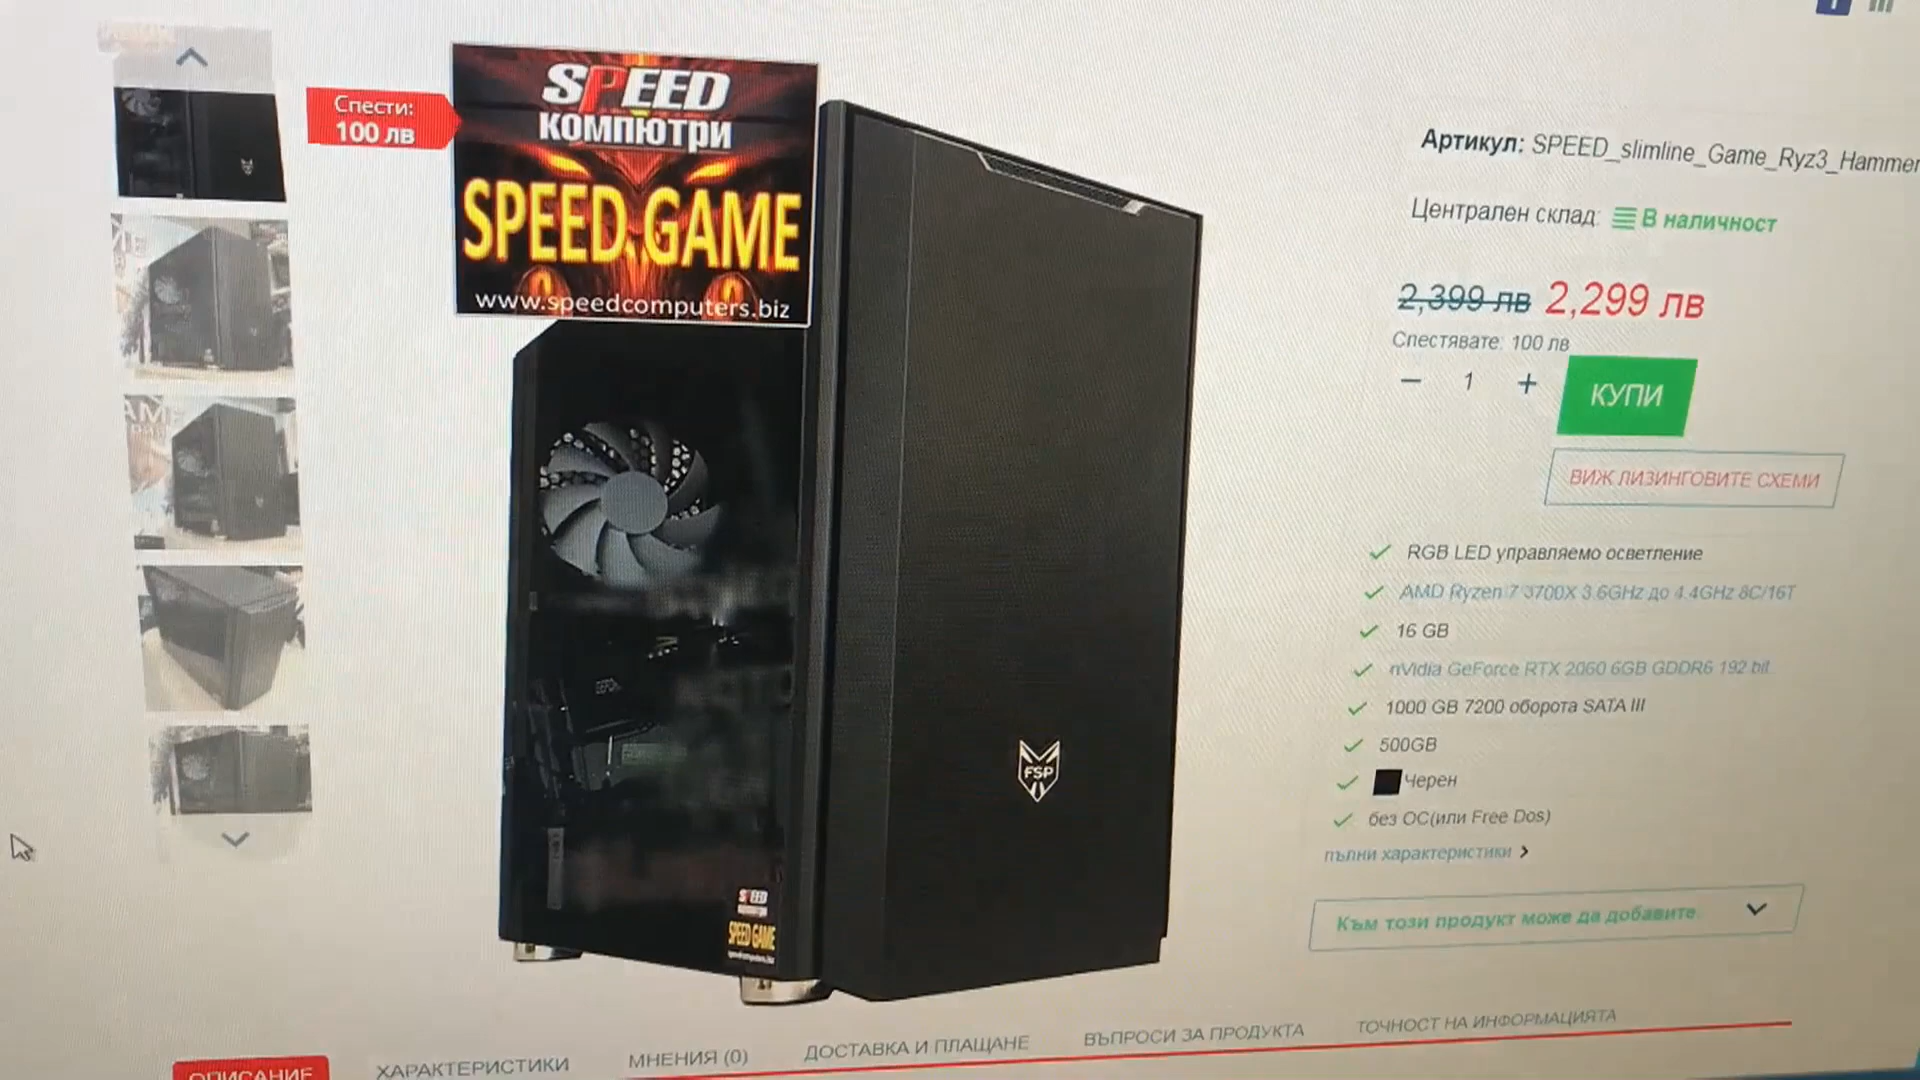 Спести:
100 лв
SPEED
КОМПЮТРИ
SPEED GAME
www.speedcomputers.biz
FSP
SPEED
SPEED GAME
Артикул: SPEED_slimline_Game_Ryz3_Hammer
Централен склад: В наличност
2,399 лв 2,299 лв
Спестявате: 100 лв
− 1 +
КУПИ
ВИЖ ЛИЗИНГОВИТЕ СХЕМИ
RGB LED управляемо осветление
AMD Ryzen 7 3700X 3.6GHz до 4.4GHz 8C/16T
16 GB
nVidia GeForce RTX 2060 6GB GDDR6 192 bit
1000 GB 7200 оборота SATA III
500GB
Черен
без ОС(или Free Dos)
пълни характеристики
Към този продукт може да добавите
ОПИСАНИЕ
ХАРАКТЕРИСТИКИ
МНЕНИЯ (0)
ДОСТАВКА И ПЛАЩАНЕ
ВЪПРОСИ ЗА ПРОДУКТА
ТОЧНОСТ НА ИНФОРМАЦИЯТА